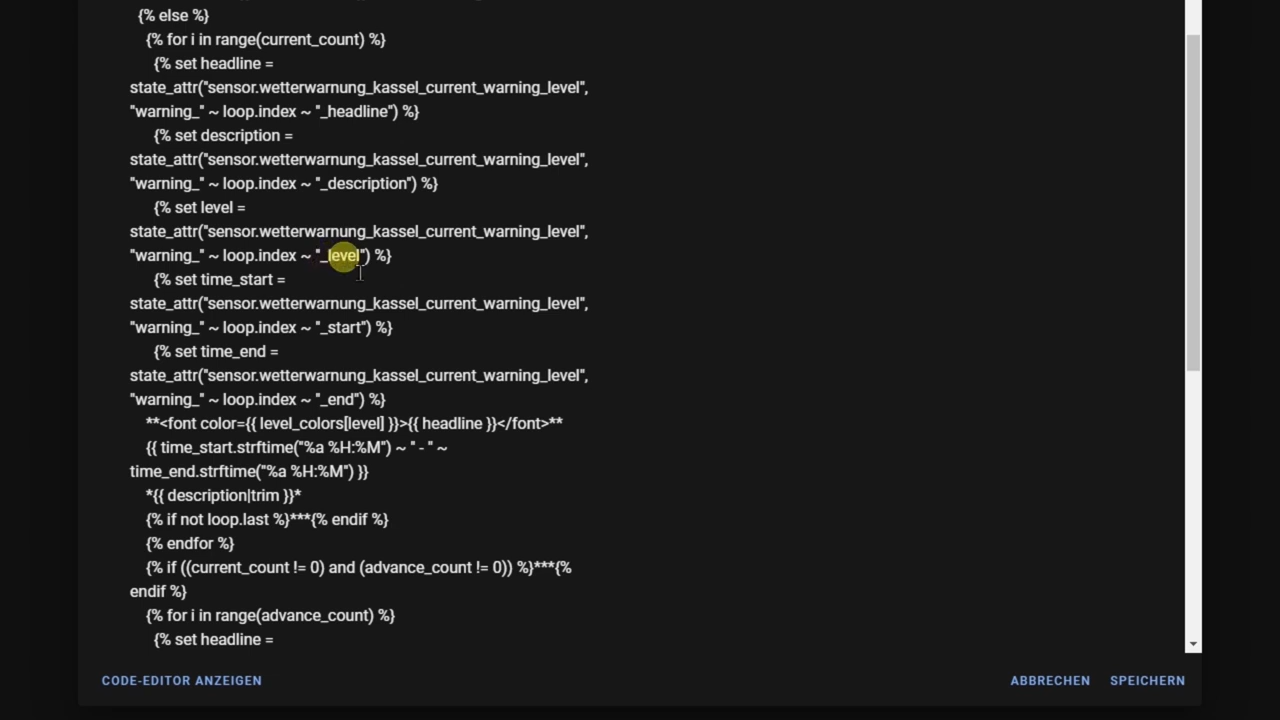 {% else %}
{% for i in range(current_count) %}
{% set headline =
state_attr("sensor.wetterwarnung_kassel_current_warning_level",
"warning_" ~ loop.index ~ "_headline") %}
{% set description =
state_attr("sensor.wetterwarnung_kassel_current_warning_level",
"warning_" ~ loop.index ~ "_description") %}
{% set level =
state_attr("sensor.wetterwarnung_kassel_current_warning_level",
"warning_" ~ loop.index ~ "_level") %}
{% set time_start =
state_attr("sensor.wetterwarnung_kassel_current_warning_level",
"warning_" ~ loop.index ~ "_start") %}
{% set time_end =
state_attr("sensor.wetterwarnung_kassel_current_warning_level",
"warning_" ~ loop.index ~ "_end") %}
**<font color={{ level_colors[level] }}>{{ headline }}</font>**
{{ time_start.strftime("%a %H:%M") ~ " - " ~
time_end.strftime("%a %H:%M") }}
*{{ description|trim }}*
{% if not loop.last %}***{% endif %}
{% endfor %}
{% if ((current_count != 0) and (advance_count != 0)) %}***{%
endif %}
{% for i in range(advance_count) %}
{% set headline =
CODE-EDITOR ANZEIGEN
ABBRECHEN
SPEICHERN